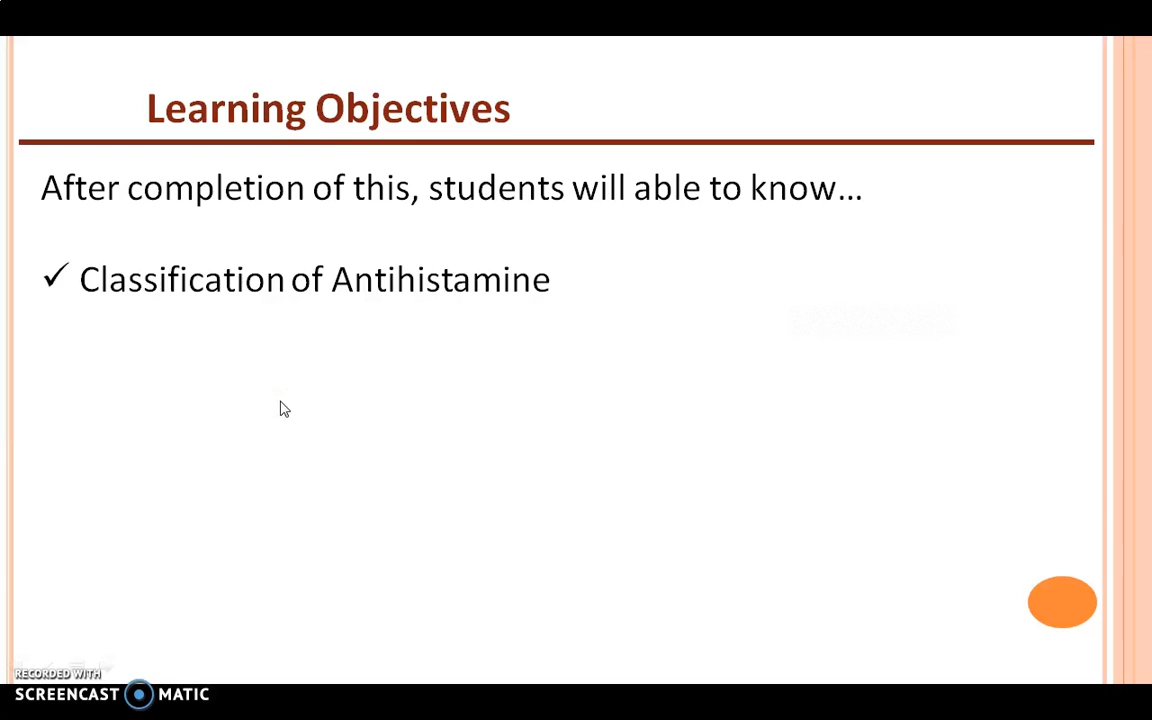 Learning Objectives
After completion of this, students will able to know...
✓ Classification of Antihistamine
RECORDED WITH
SCREENCAST MATIC